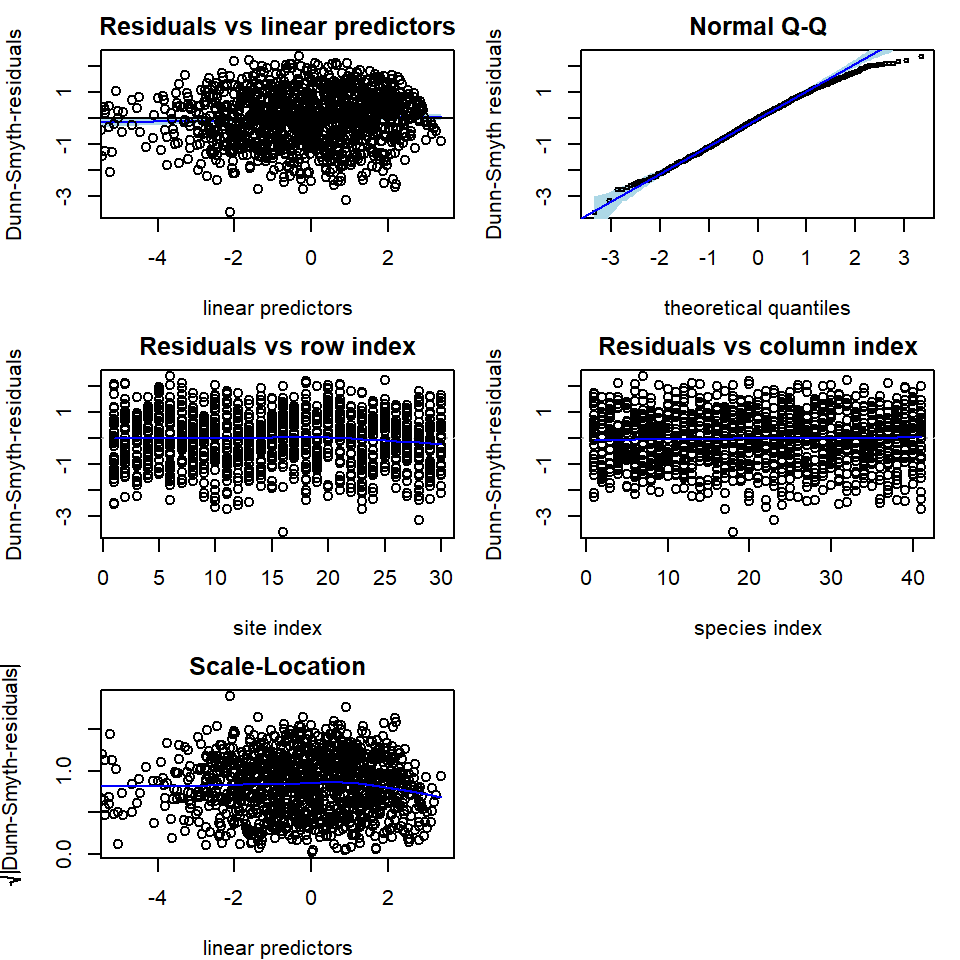 Residuals vs linear predictors
Dunn-Smyth-residuals
1
-1
-3
-4 -2 0 2
linear predictors
Normal Q-Q
Dunn-Smyth residuals
1
-1
-3
-3 -2 -1 0 1 2 3
theoretical quantiles
Residuals vs row index
Dunn-Smyth-residuals
1
-1
-3
0 5 10 15 20 25 30
site index
Residuals vs column index
Dunn-Smyth-residuals
1
-1
-3
0 10 20 30 40
species index
Scale-Location
√|Dunn-Smyth-residuals|
1.0
0.0
-4 -2 0 2
linear predictors